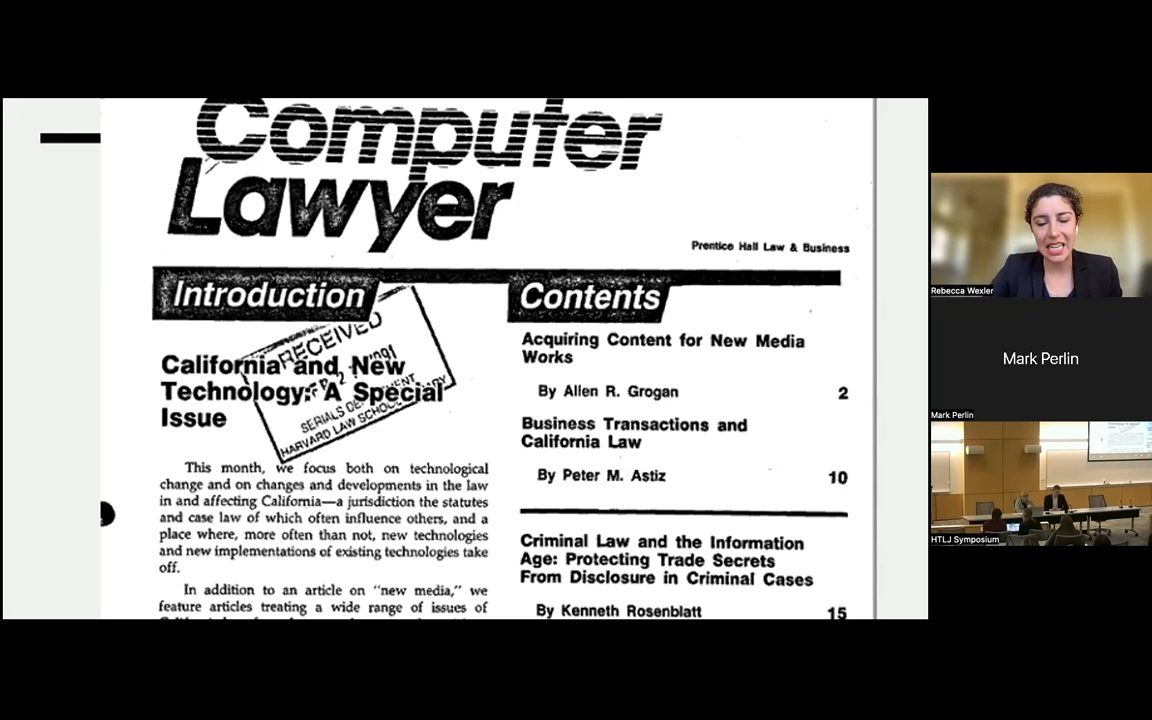 Computer
Lawyer
Prentice Hall Law & Business
Introduction
RECEIVED
1991
SERIALS
HARVARD LAW SCHOOL
California and New
Technology: A Special
Issue
This month, we focus both on technological
change and on changes and developments in the law
in and affecting California—a jurisdiction the statutes
and case law of which often influence others, and a
place where, more often than not, new technologies
and new implementations of existing technologies take
off.
In addition to an article on "new media," we
feature articles treating a wide range of issues of
Contents
Acquiring Content for New Media
Works
By Allen R. Grogan 2
Business Transactions and
California Law
By Peter M. Astiz 10
Criminal Law and the Information
Age: Protecting Trade Secrets
From Disclosure in Criminal Cases
By Kenneth Rosenblatt 15
Rebecca Wexler
Mark Perlin
Mark Perlin
HTLJ Symposium